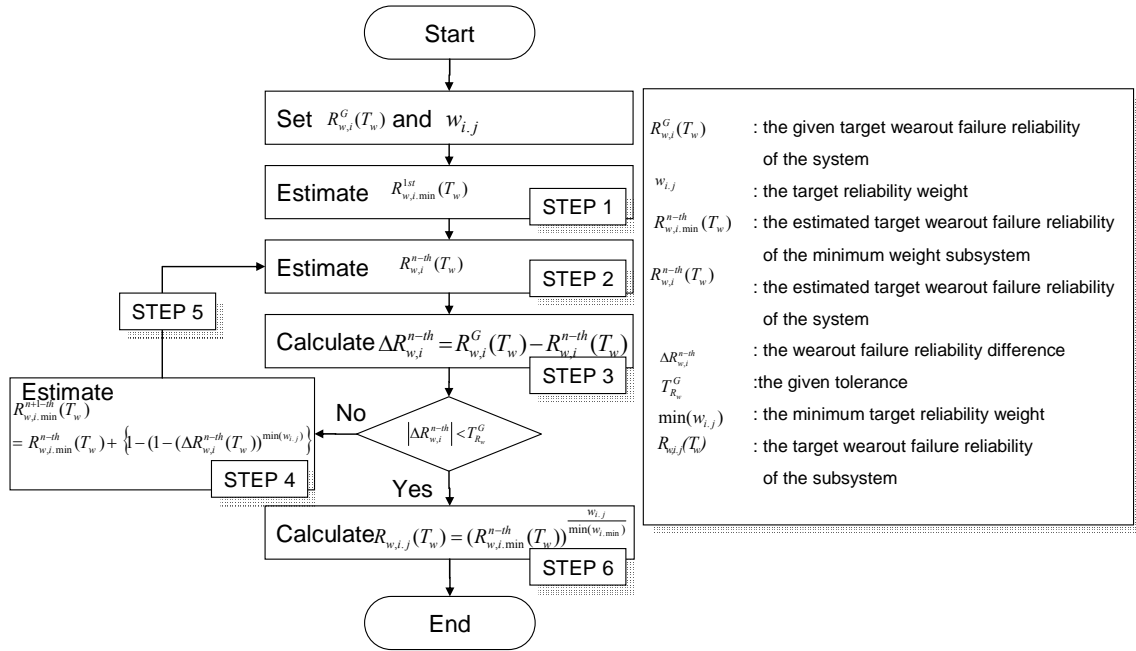 Start
Set R_{w,i}^{G}(T_w) and w_{i.j}
Estimate R_{w,i.min}^{1st}(T_w)
STEP 1
Estimate R_{w,i}^{n-th}(T_w)
STEP 2
STEP 5
Calculate ΔR_{w,i}^{n-th} = R_{w,i}^{G}(T_w) − R_{w,i}^{n-th}(T_w)
STEP 3
Estimate
R_{w,i.min}^{n+1-th}(T_w)
= R_{w,i.min}^{n-th}(T_w) + {1-(1-(ΔR_{w,i}^{n-th}(T_w))^{min(w_{i.j})}}
STEP 4
No
|ΔR_{w,i}^{n-th}| < T_{R_w}^{G}
Yes
Calculate R_{w,i.j}(T_w) = (R_{w,i.min}^{n-th}(T_w))^{\frac{w_{i.j}}{min(w_{i.min})}}
STEP 6
End
R_{w,i}^{G}(T_w) : the given target wearout failure reliability
of the system
w_{i.j} : the target reliability weight
R_{w,i.min}^{n-th}(T_w) : the estimated target wearout failure reliability
of the minimum weight subsystem
R_{w,i}^{n-th}(T_w) : the estimated target wearout failure reliability
of the system
ΔR_{w,i}^{n-th} : the wearout failure reliability difference
T_{R_w}^{G} :the given tolerance
min(w_{i.j}) : the minimum target reliability weight
R_{w,i.j}(T_w) : the target wearout failure reliability
of the subsystem